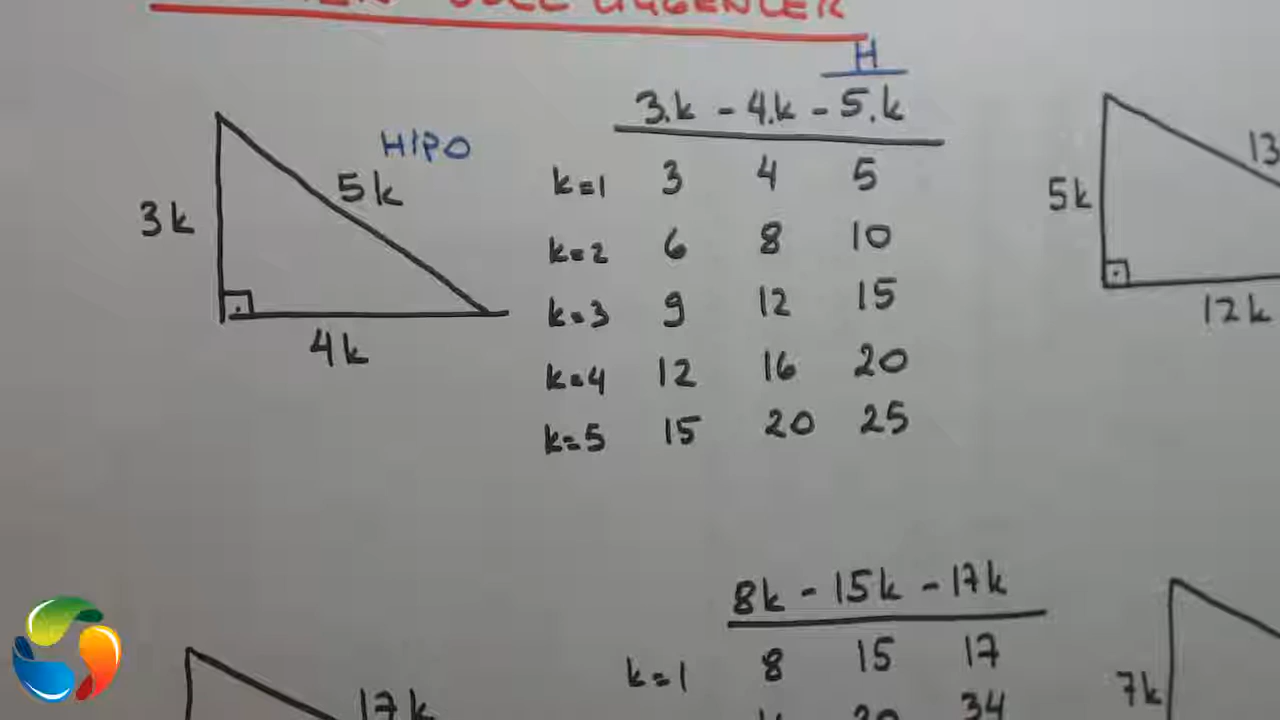 H
3.k - 4.k - 5.k
HIPO
5k
3k
4k
k=1 3 4 5
k=2 6 8 10
k=3 9 12 15
k=4 12 16 20
k=5 15 20 25
13
5k
12k
8k - 15k - 17k
k=1 8 15 17
34
17k
7k